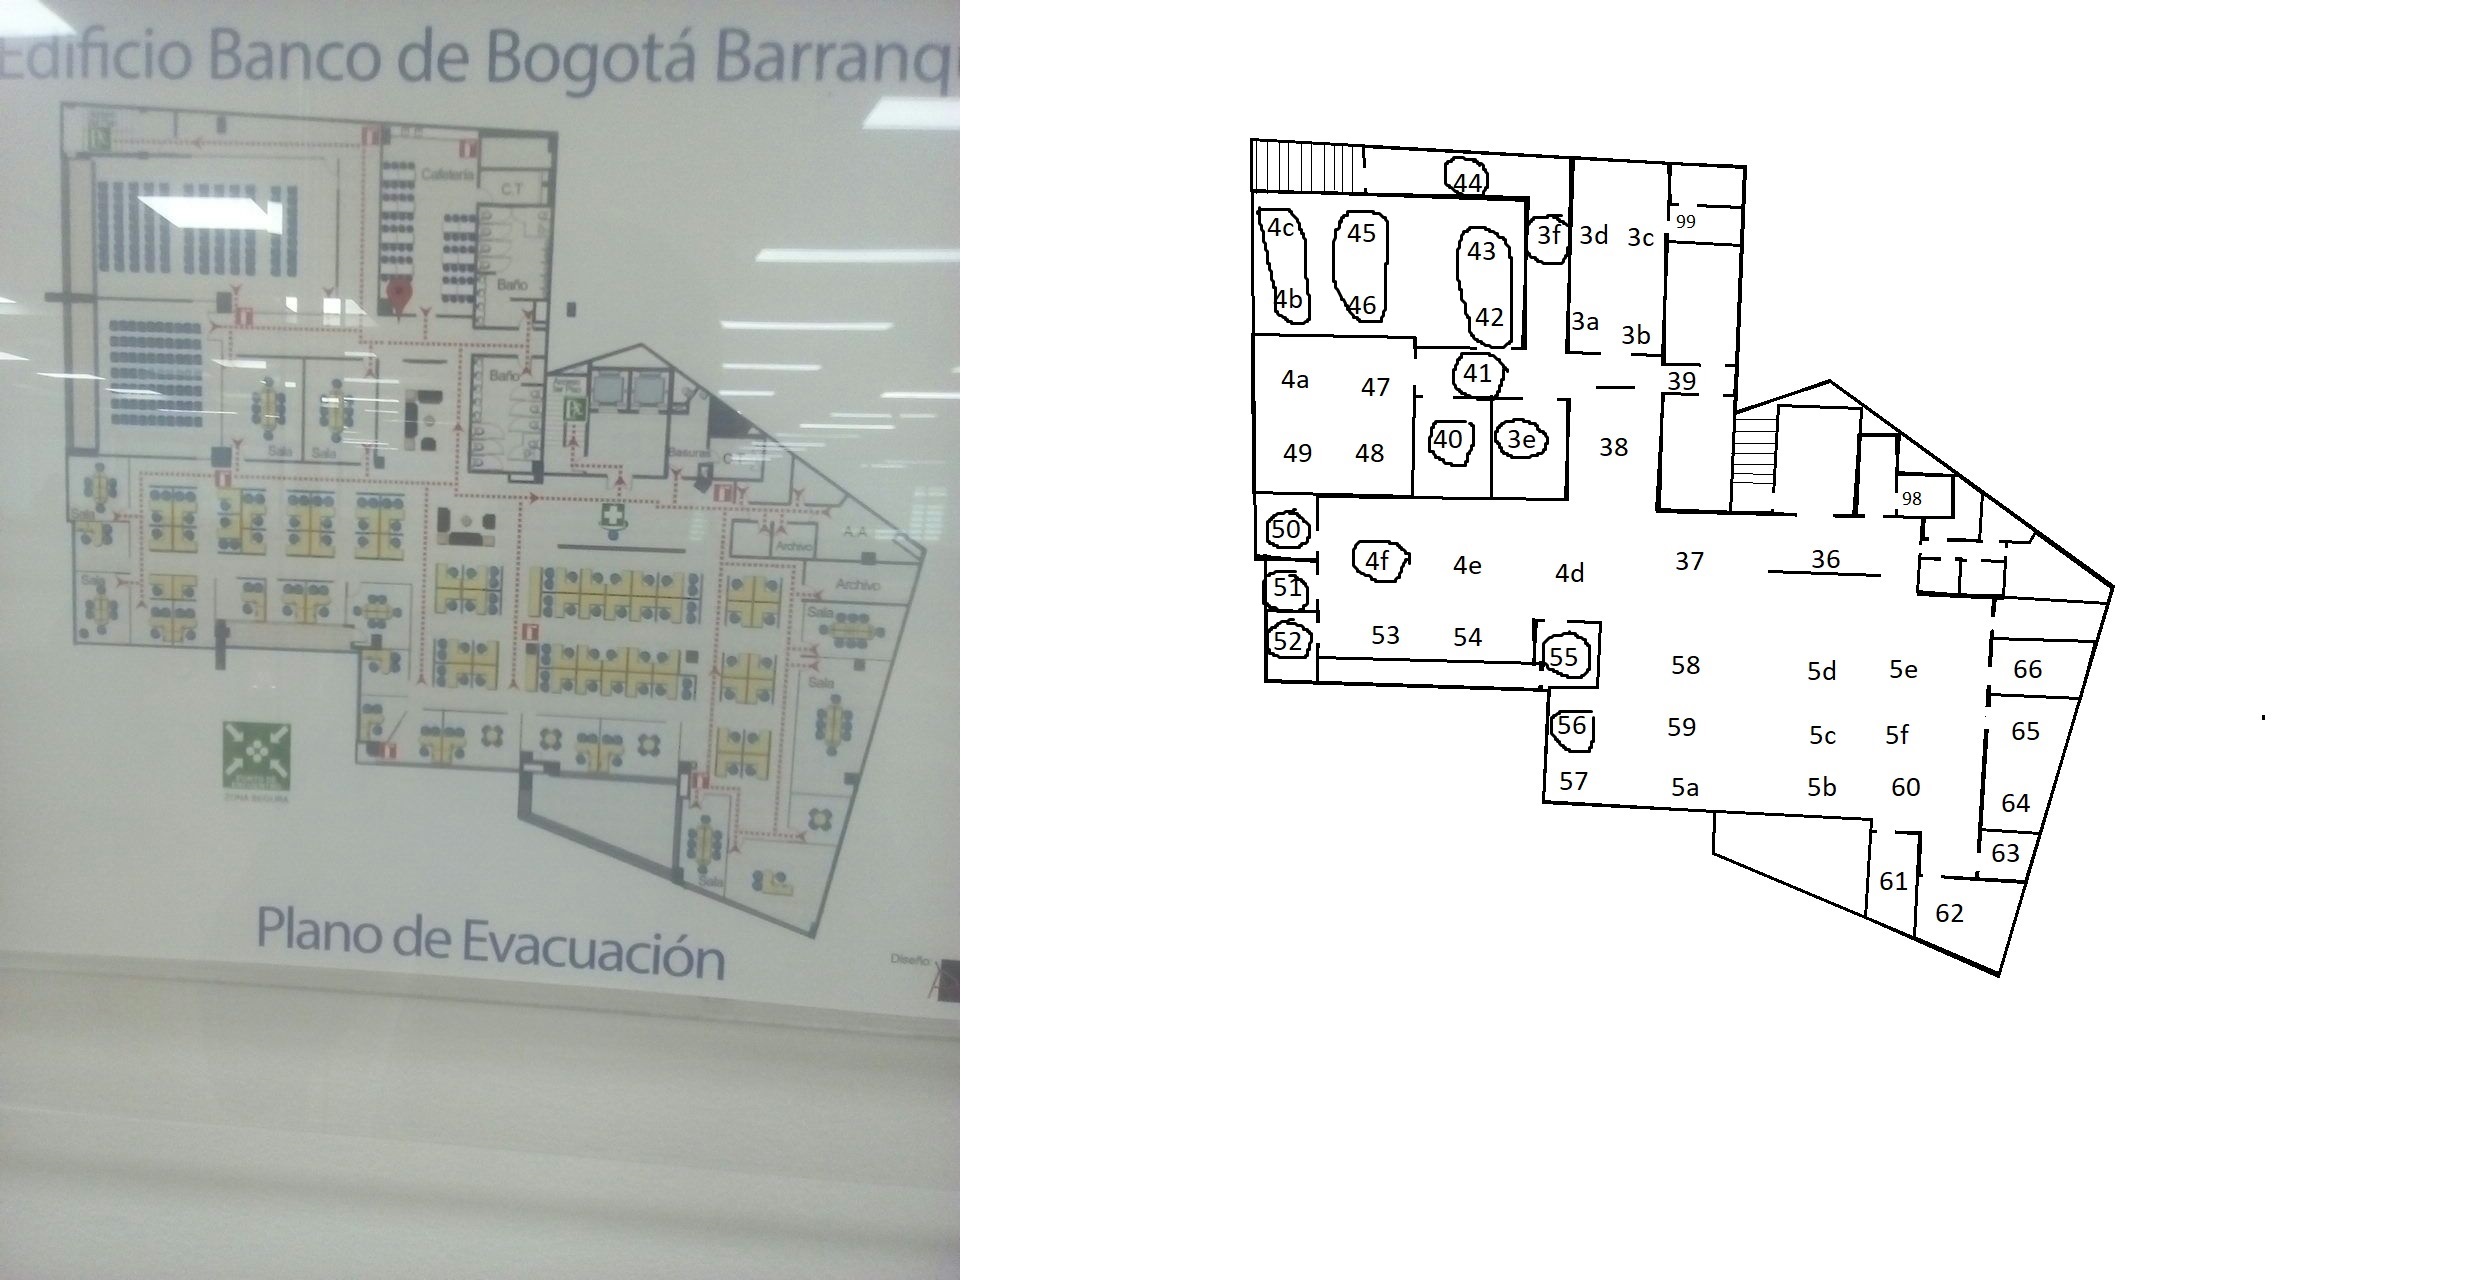 Edificio Banco de Bogotá Barranq
Cafetería
C.T
Baño
Baño
Sala
Sala
Basuras
Sala
A.A
Archivo
Sala
Archivo
Sala
Sala
ZONA SEGURA
Sala
Plano de Evacuación
Diseño:
44
99
4c 45 43 3f 3d 3c
4b 46 42 3a 3b
4a 47 41 39
49 48 40 3e 38
98
50 4f 4e 4d 37 36
51
52 53 54 55 58 5d 5e 66
56 59 5c 5f 65
57 5a 5b 60 64
63
61
62